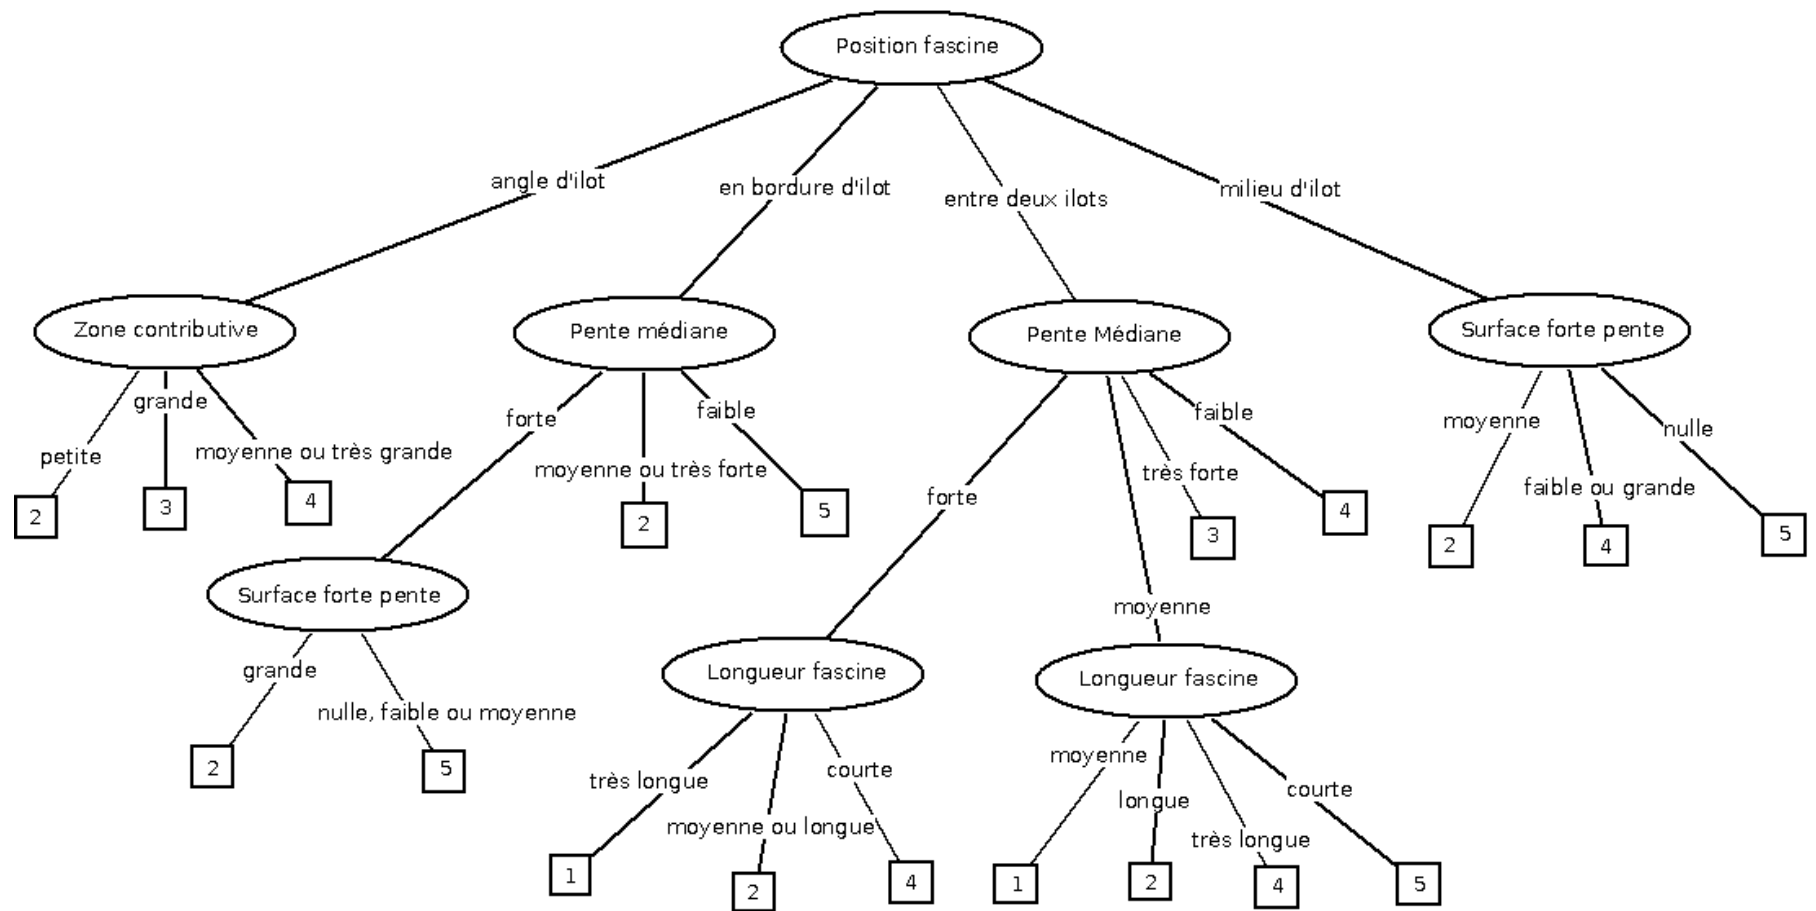 Position fascine
angle d'ilot
en bordure d'ilot
entre deux ilots
milieu d'ilot
Zone contributive
Pente médiane
Pente Médiane
Surface forte pente
petite
grande
moyenne ou très grande
forte
moyenne ou très forte
faible
forte
très forte
faible
moyenne
faible ou grande
nulle
2
3
4
2
5
3
4
2
4
5
moyenne
Surface forte pente
Longueur fascine
Longueur fascine
grande
nulle, faible ou moyenne
2
5
très longue
moyenne ou longue
courte
moyenne
longue
très longue
courte
1
2
4
1
2
4
5